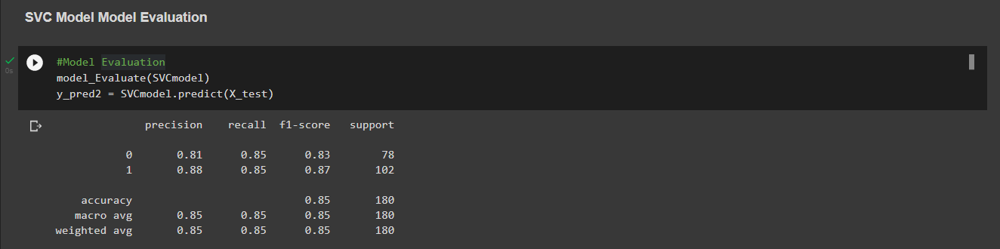 SVC Model Model Evaluation
#Model Evaluation
model_Evaluate(SVCmodel)
y_pred2 = SVCmodel.predict(X_test)
0s
precision recall f1-score support
0 0.81 0.85 0.83 78
1 0.88 0.85 0.87 102
accuracy 0.85 180
macro avg 0.85 0.85 0.85 180
weighted avg 0.85 0.85 0.85 180